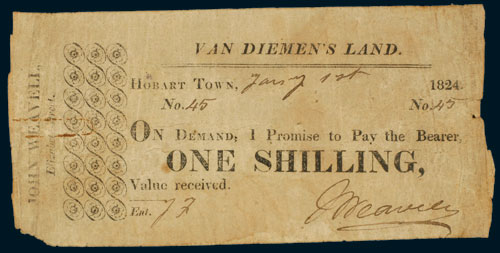 VAN DIEMEN'S LAND.
HOBART TOWN, Jany 1st 1824
No. 45 No. 45
ON DEMAND, I Promise to Pay the Bearer
ONE SHILLING,
Value received.
Ent. 73
J Weavell
JOHN WEAVELL,